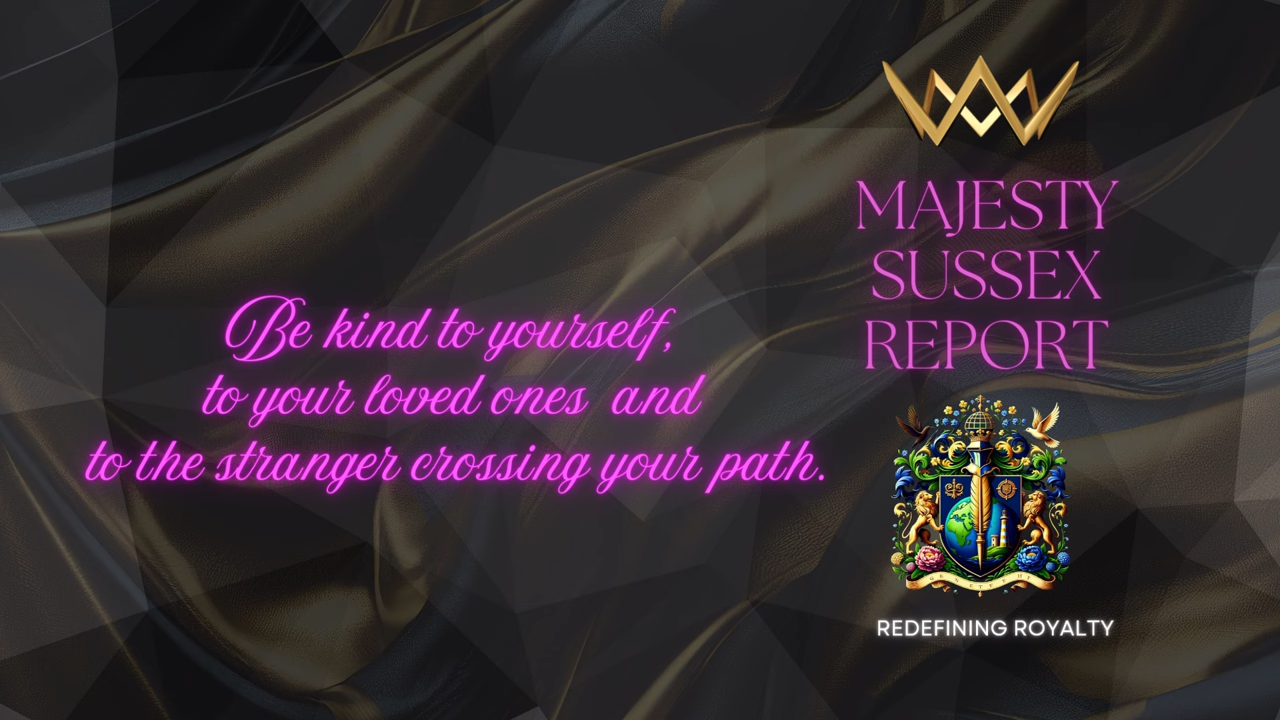 Be kind to yourself,
to your loved ones and
to the stranger crossing your path.
MAJESTY
SUSSEX
REPORT
REDEFINING ROYALTY